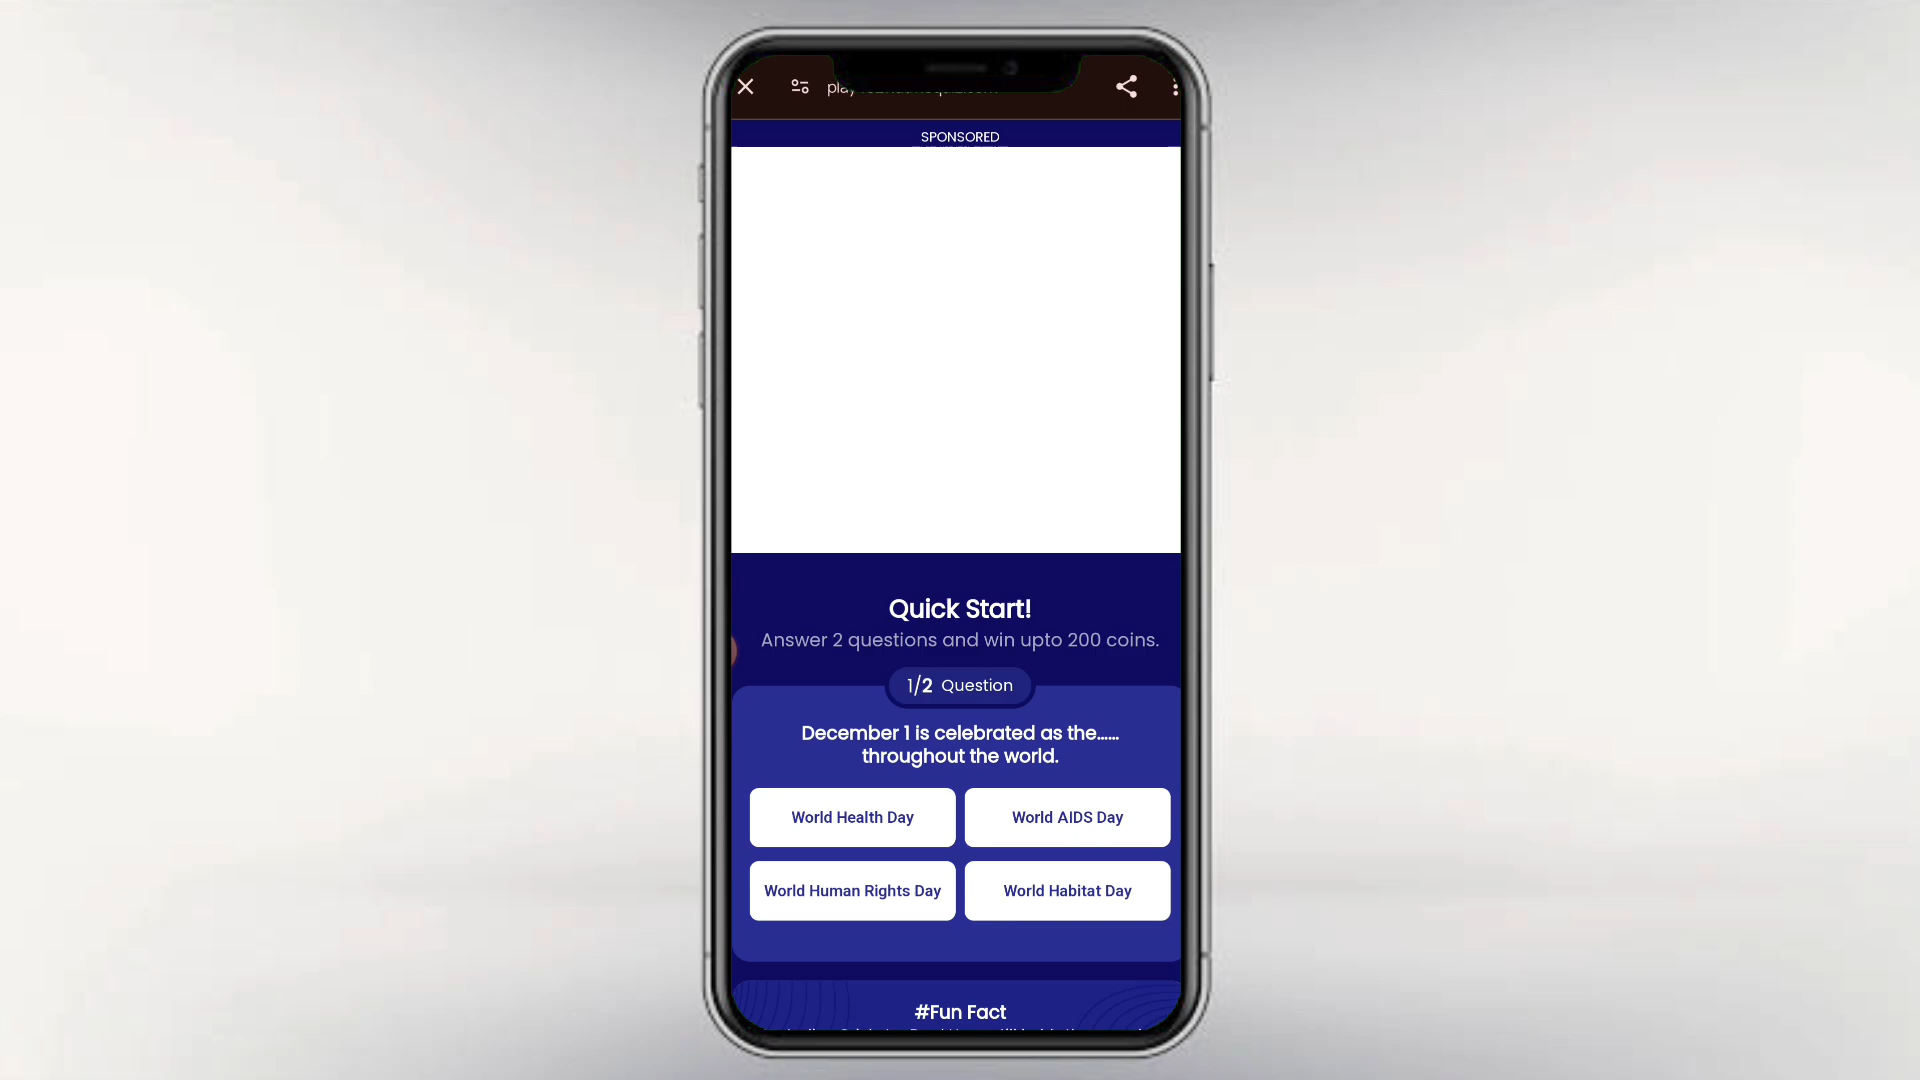 SPONSORED
Quick Start!
Answer 2 questions and win upto 200 coins.
1/2 Question
December 1 is celebrated as the......
throughout the world.
World Health Day
World AIDS Day
World Human Rights Day
World Habitat Day
#Fun Fact